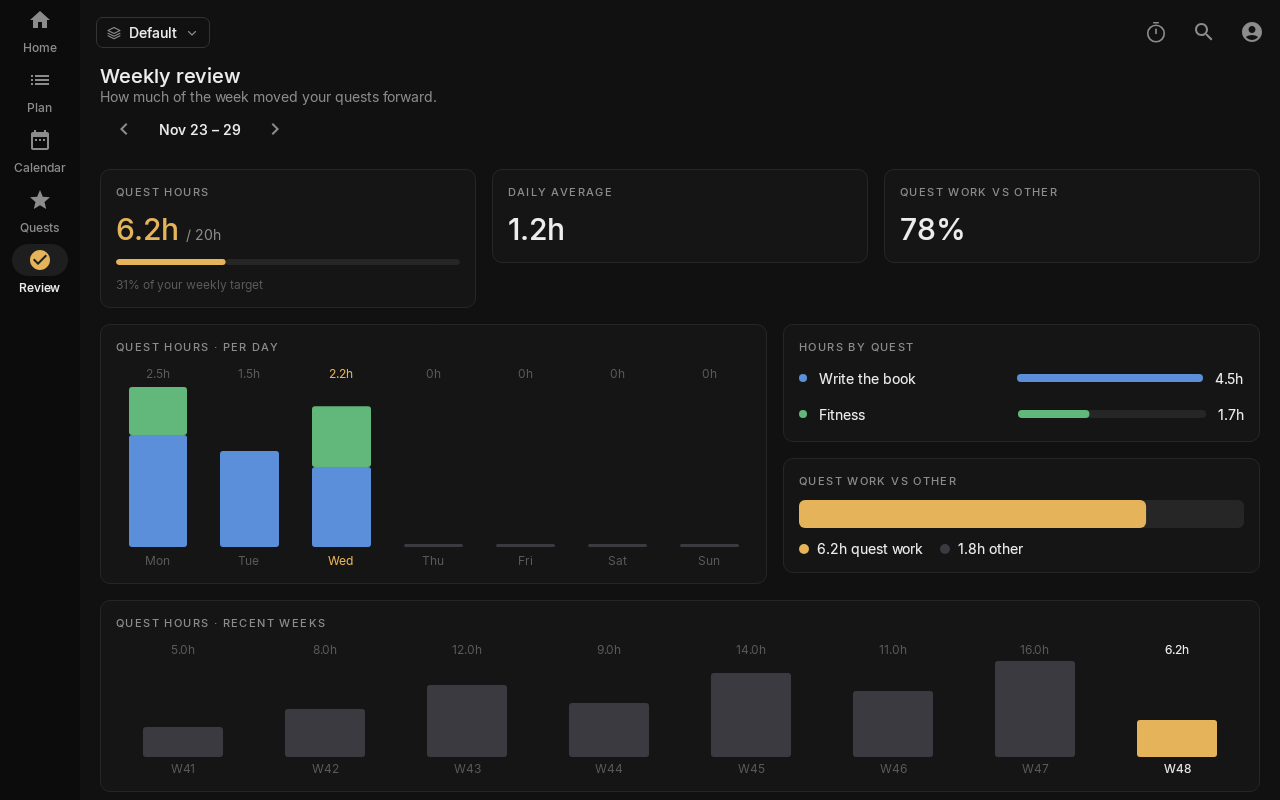 Home
Plan
Calendar
Quests
Review
Default
Weekly review
How much of the week moved your quests forward.
Nov 23 – 29
QUEST HOURS
6.2h / 20h
31% of your weekly target
DAILY AVERAGE
1.2h
QUEST WORK VS OTHER
78%
QUEST HOURS · PER DAY
2.5h 1.5h 2.2h 0h 0h 0h 0h
Mon Tue Wed Thu Fri Sat Sun
HOURS BY QUEST
Write the book 4.5h
Fitness 1.7h
QUEST WORK VS OTHER
6.2h quest work 1.8h other
QUEST HOURS · RECENT WEEKS
5.0h 8.0h 12.0h 9.0h 14.0h 11.0h 16.0h 6.2h
W41 W42 W43 W44 W45 W46 W47 W48